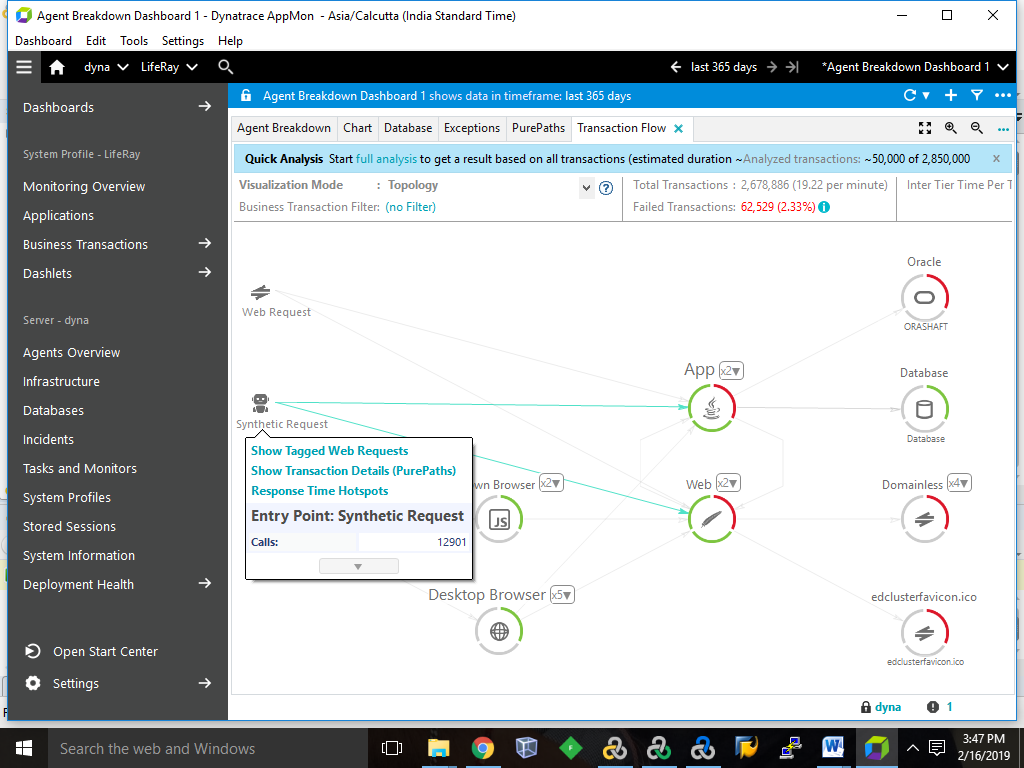 Agent Breakdown Dashboard 1 - Dynatrace AppMon - Asia/Calcutta (India Standard Time)
Dashboard Edit Tools Settings Help
dyna LifeRay last 365 days *Agent Breakdown Dashboard 1
Agent Breakdown Dashboard 1 shows data in timeframe: last 365 days
Agent Breakdown Chart Database Exceptions PurePaths Transaction Flow
Quick Analysis Start full analysis to get a result based on all transactions (estimated duration ~Analyzed transactions: ~50,000 of 2,850,000
Visualization Mode : Topology
Business Transaction Filter: (no Filter)
Total Transactions : 2,678,886 (19.22 per minute)
Failed Transactions: 62,529 (2.33%)
Inter Tier Time Per T
Dashboards
System Profile - LifeRay
Monitoring Overview
Applications
Business Transactions
Dashlets
Server - dyna
Agents Overview
Infrastructure
Databases
Incidents
Tasks and Monitors
System Profiles
Stored Sessions
System Information
Deployment Health
Open Start Center
Settings
Web Request
Synthetic Request
Show Tagged Web Requests
Show Transaction Details (PurePaths)
Response Time Hotspots
Entry Point: Synthetic Request
Calls: 12901
wn Browser x2
JS
Desktop Browser x5
App x2
Web x2
Oracle
ORASHAFT
Database
Database
Domainless x4
edclusterfavicon.ico
edclusterfavicon.ico
dyna 1
Search the web and Windows
3:47 PM
2/16/2019